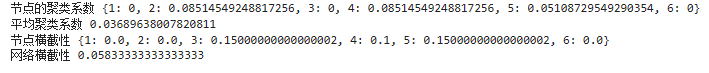 节点的聚类系数 {1: 0, 2: 0.08514549248817256, 3: 0, 4: 0.08514549248817256, 5: 0.05108729549290354, 6: 0}
平均聚类系数 0.03689638007820811
节点横截性 {1: 0.0, 2: 0.0, 3: 0.15000000000000002, 4: 0.1, 5: 0.15000000000000002, 6: 0.0}
网络横截性 0.05833333333333333